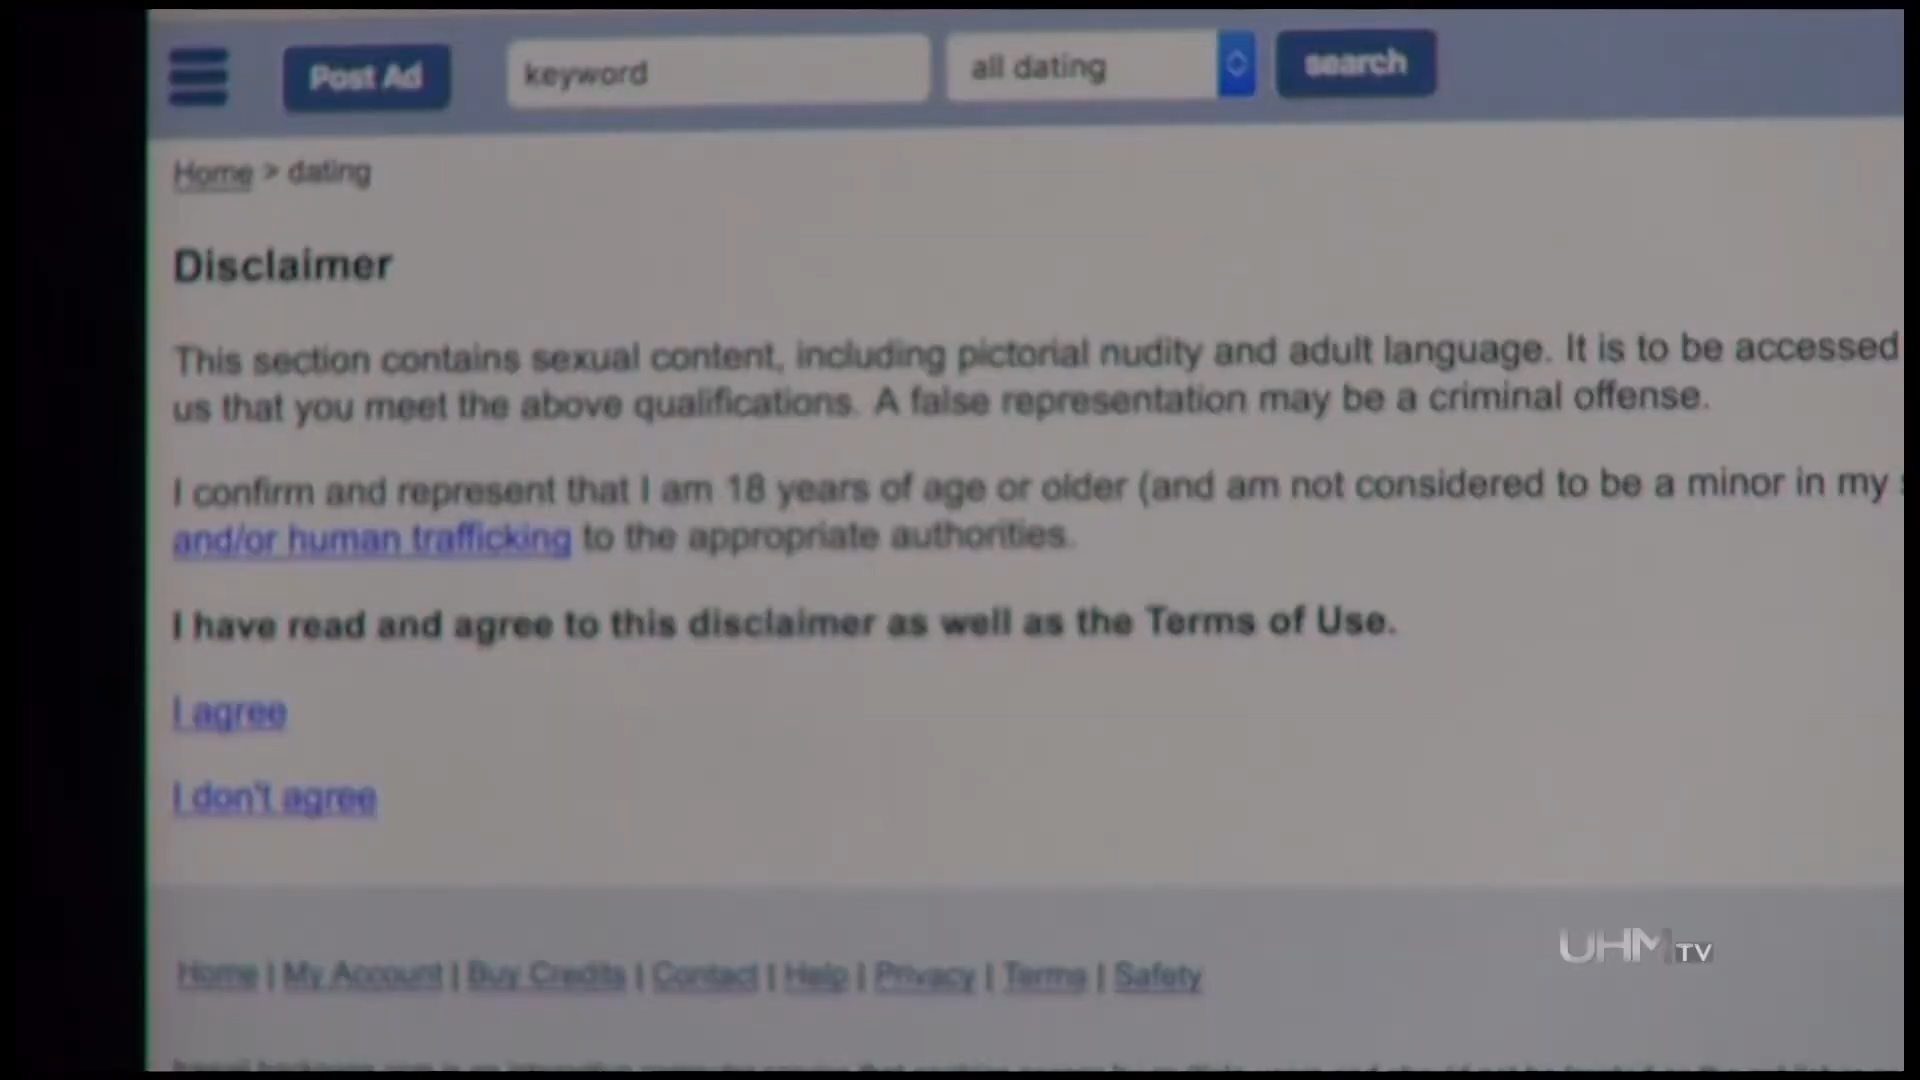 Post Ad keyword all dating search
Home > dating
Disclaimer
This section contains sexual content, including pictorial nudity and adult language. It is to be accessed
us that you meet the above qualifications. A false representation may be a criminal offense.
I confirm and represent that I am 18 years of age or older (and am not considered to be a minor in my
and/or human trafficking to the appropriate authorities.
I have read and agree to this disclaimer as well as the Terms of Use.
I agree
I don't agree
UHM TV
Home | My Account | Buy Credits | Contact | Help | Privacy | Terms | Safety